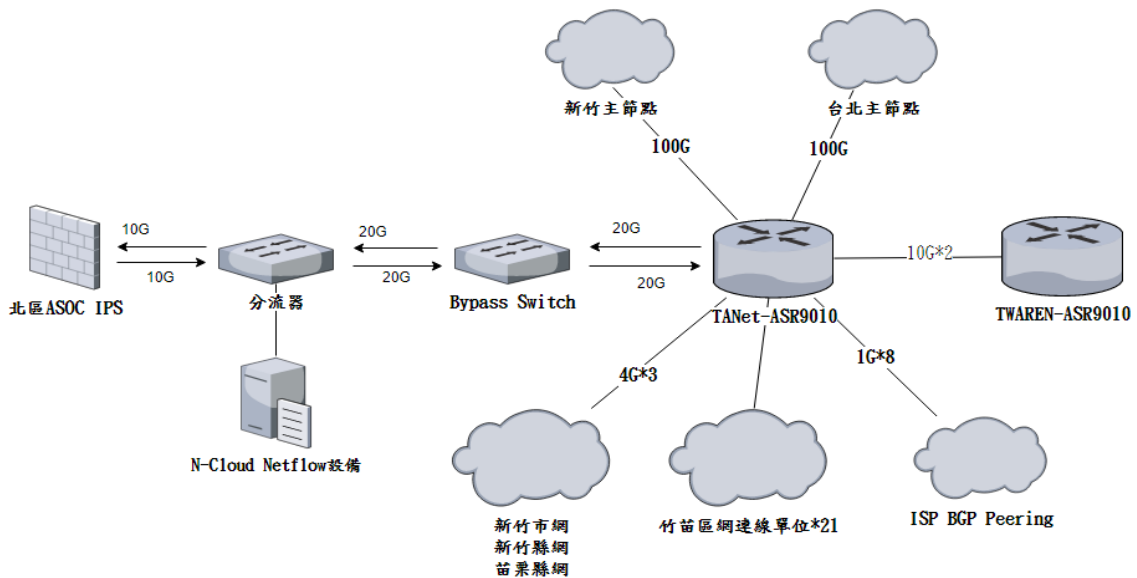 新竹主節點
台北主節點
100G
100G
10G
10G
20G
20G
20G
20G
10G*2
北區ASOC IPS
分流器
Bypass Switch
TANet-ASR9010
TWAREN-ASR9010
4G*3
1G*8
N-Cloud Netflow設備
新竹市網
新竹縣網
苗栗縣網
竹苗區網連線單位*21
ISP BGP Peering